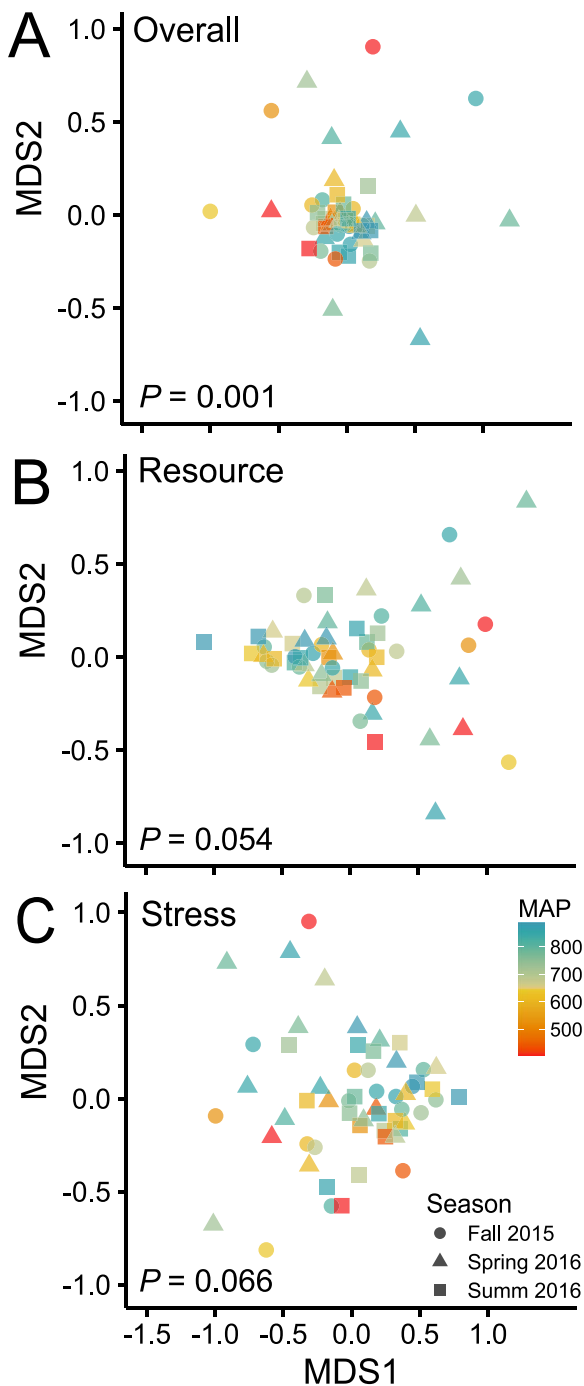 A Overall
1.0
0.5
0.0
-0.5
-1.0
MDS2
P = 0.001
B Resource
1.0
0.5
0.0
-0.5
-1.0
MDS2
P = 0.054
C Stress
1.0
0.5
0.0
-0.5
-1.0
MDS2
MAP
800
700
600
500
Season
Fall 2015
Spring 2016
Summ 2016
P = 0.066
-1.5 -1.0 -0.5 0.0 0.5 1.0
MDS1